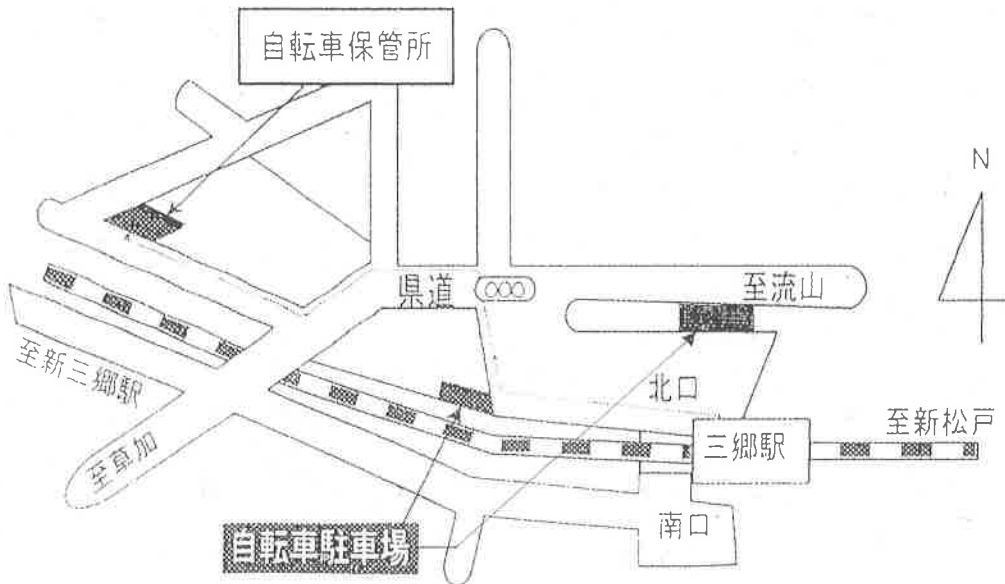 自転車保管所
N
県道
至流山
至新三郷駅
北口
至新松戸
三郷駅
至草加
南口
自転車駐車場